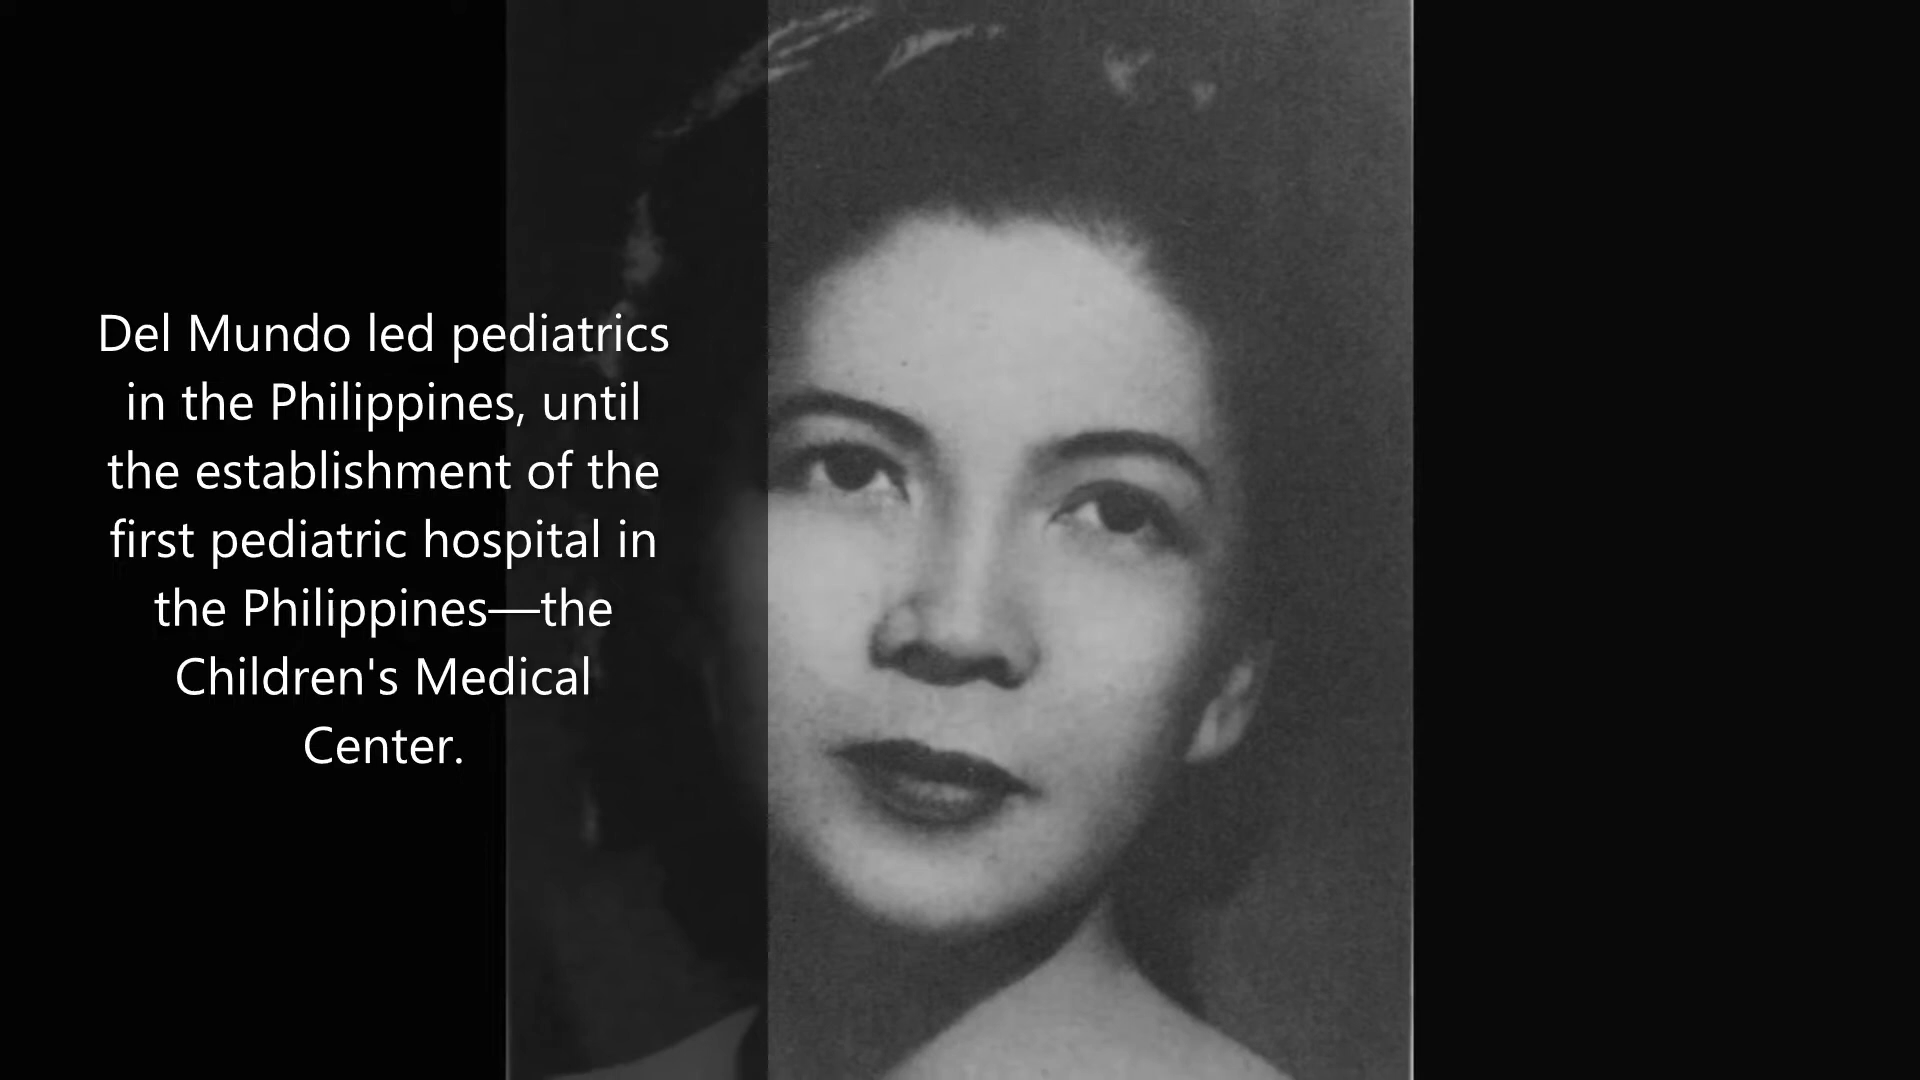 Del Mundo led pediatrics
in the Philippines, until
the establishment of the
first pediatric hospital in
the Philippines—the
Children's Medical
Center.